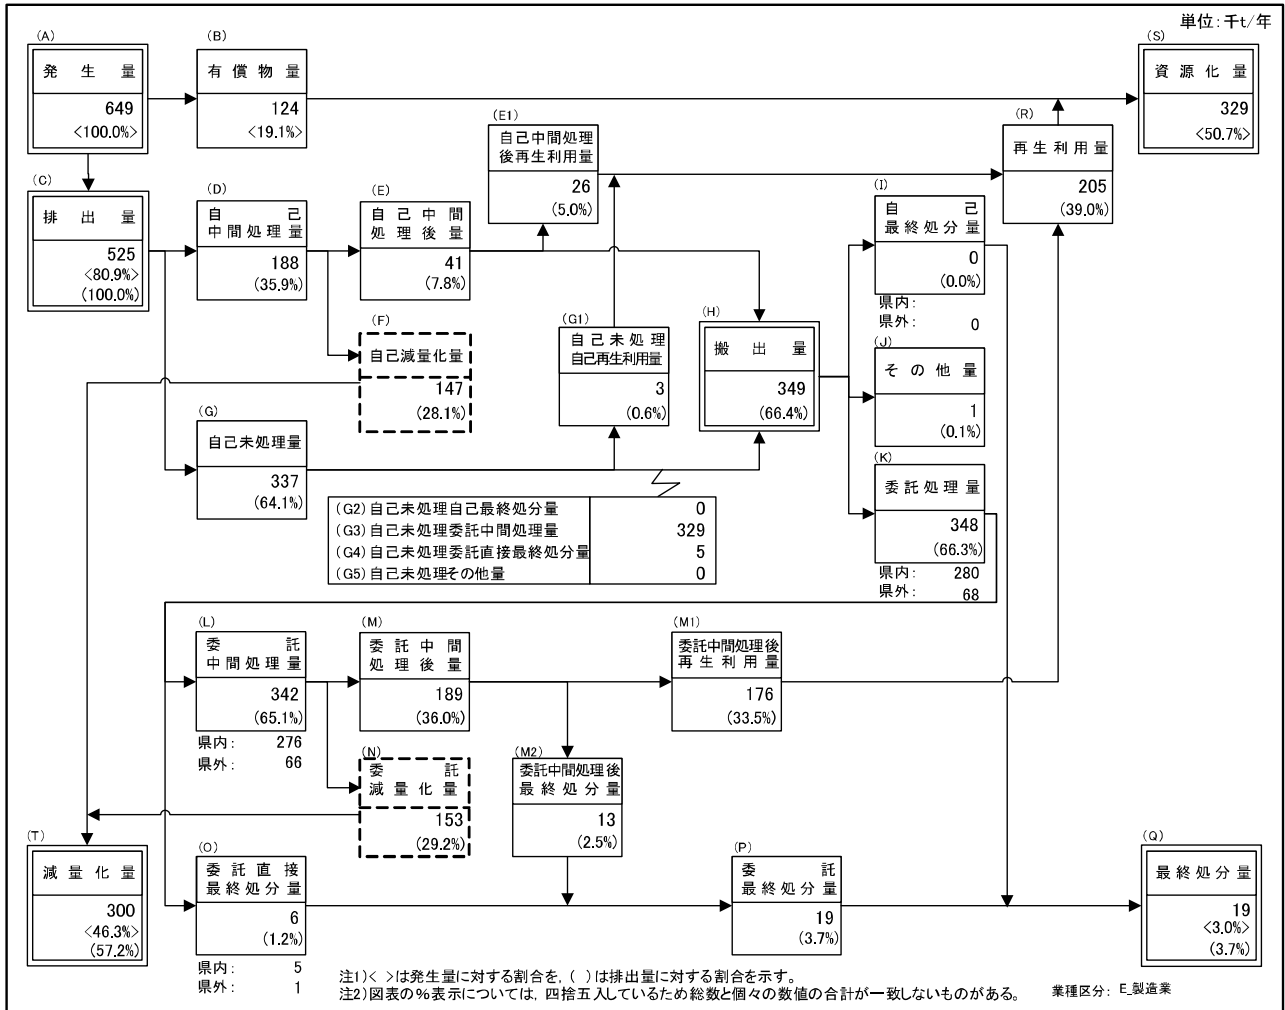 単位:千t/年
(A)
発生量
649
<100.0%>
(B)
有償物量
124
<19.1%>
(S)
資源化量
329
<50.7%>
(E1)
自己中間処理
後再生利用量
26
(5.0%)
(R)
再生利用量
205
(39.0%)
(C)
排出量
525
<80.9%>
(100.0%)
(D)
自己
中間処理量
188
(35.9%)
(E)
自己中間
処理後量
41
(7.8%)
(I)
自己
最終処分量
0
(0.0%)
県内:
県外: 0
(F)
自己減量化量
147
(28.1%)
(G1)
自己未処理
自己再生利用量
3
(0.6%)
(H)
搬出量
349
(66.4%)
(J)
その他量
1
(0.1%)
(G)
自己未処理量
337
(64.1%)
(K)
委託処理量
348
(66.3%)
県内: 280
県外: 68
(G2)自己未処理自己最終処分量 0
(G3)自己未処理委託中間処理量 329
(G4)自己未処理委託直接最終処分量 5
(G5)自己未処理その他量 0
(L)
委託
中間処理量
342
(65.1%)
県内: 276
県外: 66
(M)
委託中間
処理後量
189
(36.0%)
(M1)
委託中間処理後
再生利用量
176
(33.5%)
(N)
委託
減量化量
153
(29.2%)
(M2)
委託中間処理後
最終処分量
13
(2.5%)
(T)
減量化量
300
<46.3%>
(57.2%)
(O)
委託直接
最終処分量
6
(1.2%)
県内: 5
県外: 1
(P)
委託
最終処分量
19
(3.7%)
(Q)
最終処分量
19
<3.0%>
(3.7%)
注1)< >は発生量に対する割合を, ( )は排出量に対する割合を示す。
注2)図表の%表示については, 四捨五入しているため総数と個々の数値の合計が一致しないものがある。
業種区分: E_製造業